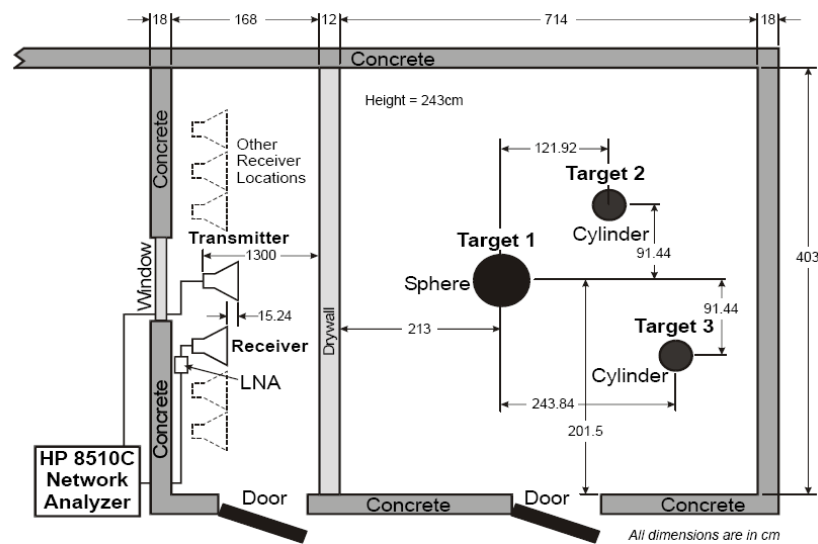 18
168
12
714
18
Concrete
Height = 243cm
Concrete
Other
Receiver
Locations
121.92
Target 2
Cylinder
Transmitter
1300
Target 1
91.44
403
Window
Sphere
Drywall
15.24
213
91.44
Receiver
Target 3
LNA
Cylinder
Concrete
243.84
201.5
HP 8510C
Network
Analyzer
Door
Concrete
Door
All dimensions are in cm